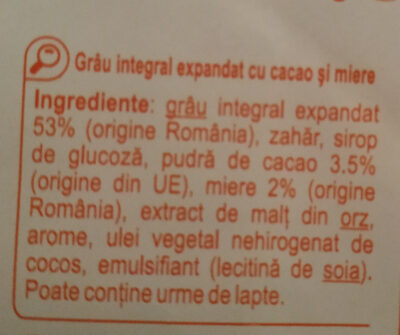 Grâu integral expandat cu cacao și miere
Ingrediente: grâu integral expandat
53% (origine România), zahăr, sirop
de glucoză, pudră de cacao 3.5%
(origine din UE), miere 2% (origine
România), extract de malț din orz,
arome, ulei vegetal nehirogenat de
cocos, emulsifiant (lecitină de soia).
Poate conține urme de lapte.